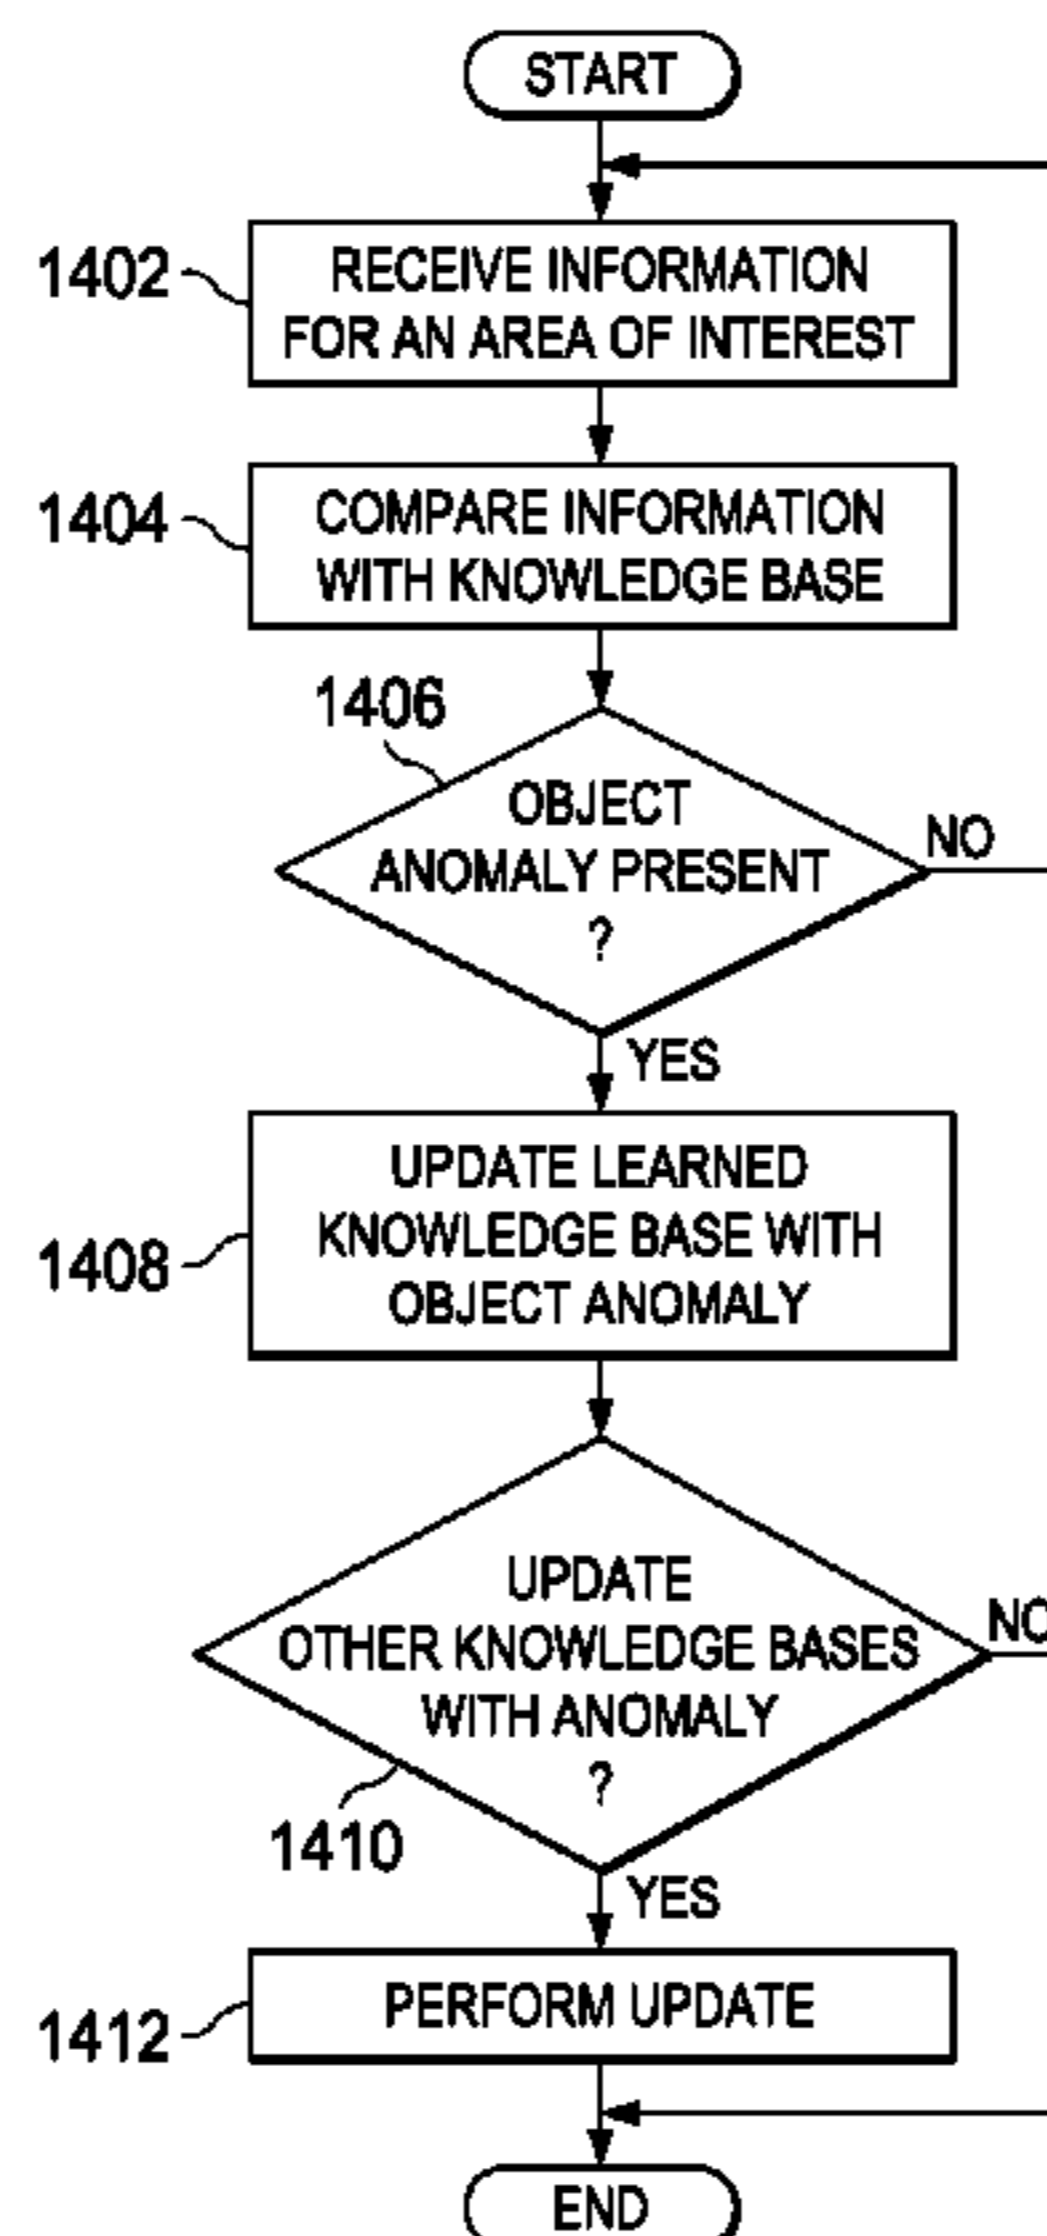 START
1402
RECEIVE INFORMATION
FOR AN AREA OF INTEREST
1404
COMPARE INFORMATION
WITH KNOWLEDGE BASE
1406
OBJECT
ANOMALY PRESENT
?
NO
YES
1408
UPDATE LEARNED
KNOWLEDGE BASE WITH
OBJECT ANOMALY
UPDATE
OTHER KNOWLEDGE BASES
WITH ANOMALY
?
NO
1410
YES
1412
PERFORM UPDATE
END